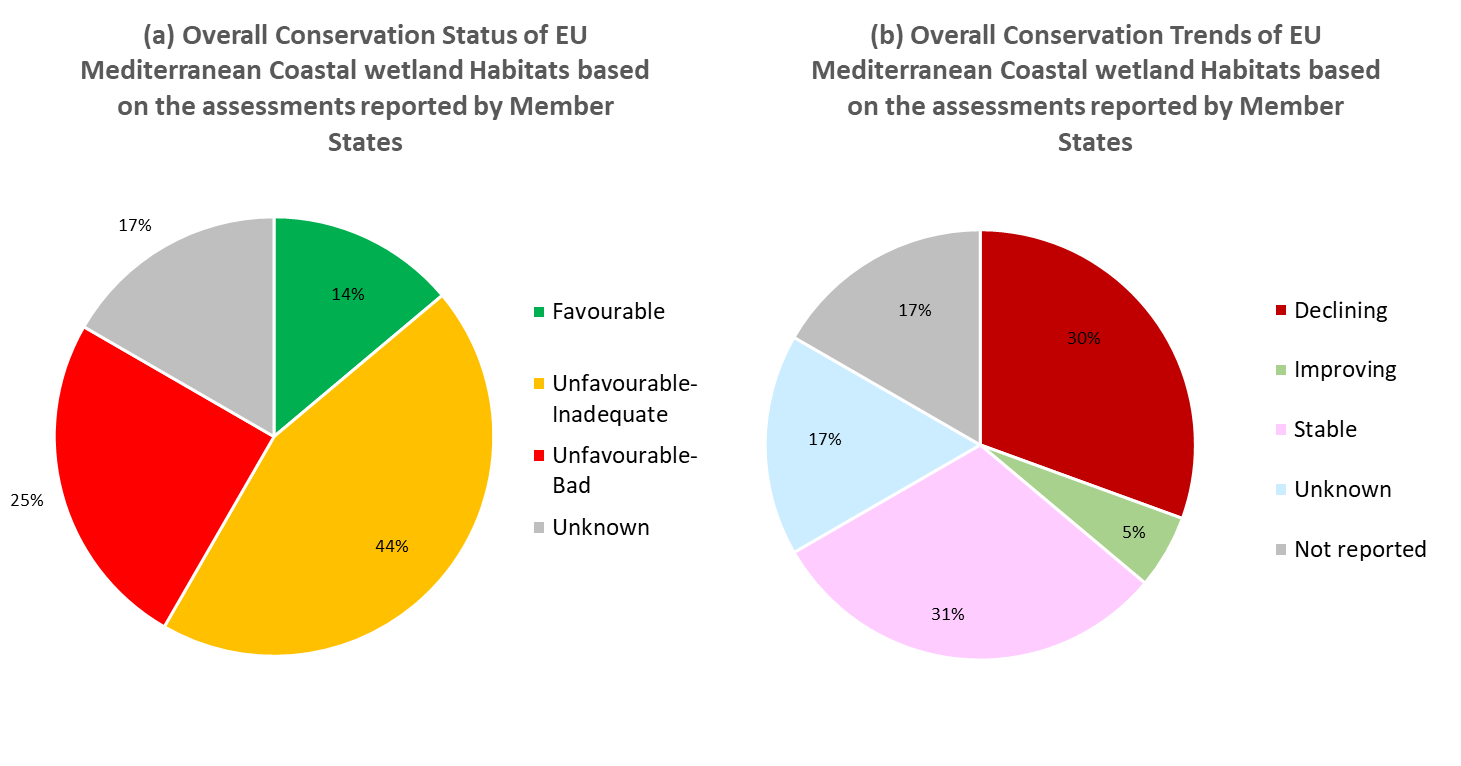 (a) Overall Conservation Status of EU
Mediterranean Coastal wetland Habitats based
on the assessments reported by Member
States
17%
14%
25%
44%
Favourable
Unfavourable-
Inadequate
Unfavourable-
Bad
Unknown
(b) Overall Conservation Trends of EU
Mediterranean Coastal wetland Habitats based
on the assessments reported by Member
States
17%
30%
17%
5%
31%
Declining
Improving
Stable
Unknown
Not reported